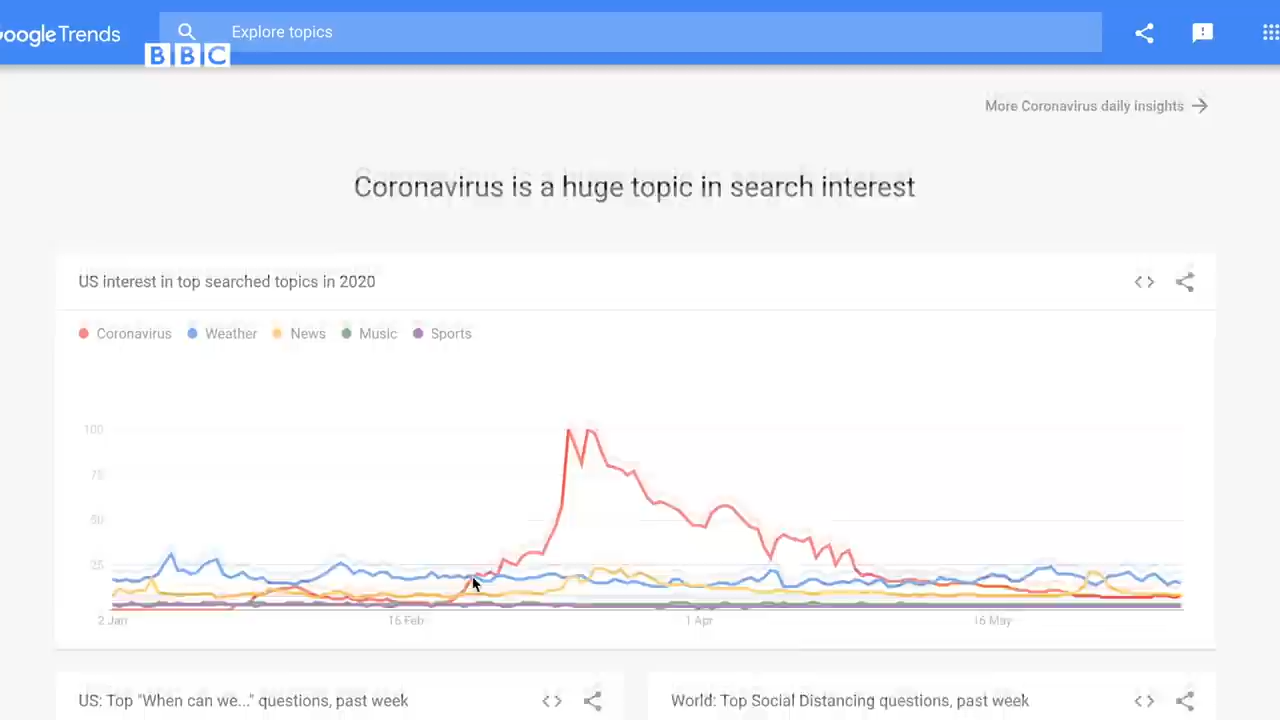 oogle Trends
Explore topics
BBC
More Coronavirus daily insights
Coronavirus is a huge topic in search interest
US interest in top searched topics in 2020
Coronavirus Weather News Music Sports
100
75
50
25
2 Jan 16 Feb 1 Apr 16 May
US: Top "When can we..." questions, past week
World: Top Social Distancing questions, past week